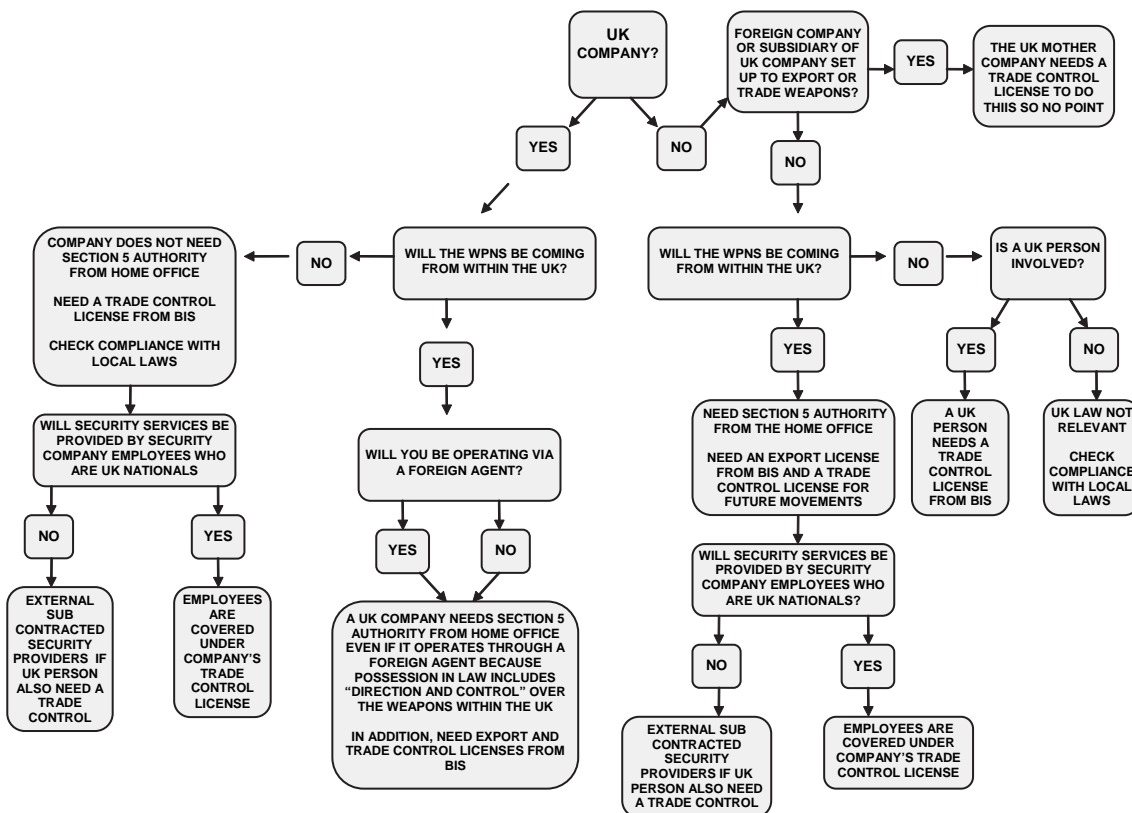 UK
COMPANY?
FOREIGN COMPANY
OR SUBSIDIARY OF
UK COMPANY SET
UP TO EXPORT OR
TRADE WEAPONS?
YES
THE UK MOTHER
COMPANY NEEDS A
TRADE CONTROL
LICENSE TO DO
THIS SO NO POINT
YES
NO
NO
COMPANY DOES NOT NEED
SECTION 5 AUTHORITY
FROM HOME OFFICE
NEED A TRADE CONTROL
LICENSE FROM BIS
CHECK COMPLIANCE WITH
LOCAL LAWS
NO
WILL THE WPNS BE COMING
FROM WITHIN THE UK?
WILL THE WPNS BE COMING
FROM WITHIN THE UK?
NO
IS A UK PERSON
INVOLVED?
YES
YES
YES
NO
WILL SECURITY SERVICES BE
PROVIDED BY SECURITY
COMPANY EMPLOYEES WHO
ARE UK NATIONALS
WILL YOU BE OPERATING VIA
A FOREIGN AGENT?
NEED SECTION 5 AUTHORITY
FROM THE HOME OFFICE
NEED AN EXPORT LICENSE
FROM BIS AND A TRADE
CONTROL LICENSE FOR
FUTURE MOVEMENTS
A UK
PERSON
NEEDS A
TRADE
CONTROL
LICENSE
FROM BIS
UK LAW NOT
RELEVANT
CHECK
COMPLIANCE
WITH LOCAL
LAWS
NO
YES
YES
NO
WILL SECURITY SERVICES BE
PROVIDED BY SECURITY
COMPANY EMPLOYEES WHO
ARE UK NATIONALS?
EXTERNAL
SUB
CONTRACTED
SECURITY
PROVIDERS IF
UK PERSON
ALSO NEED A
TRADE
CONTROL
EMPLOYEES
ARE
COVERED
UNDER
COMPANY'S
TRADE
CONTROL
LICENSE
A UK COMPANY NEEDS SECTION 5
AUTHORITY FROM HOME OFFICE
EVEN IF IT OPERATES THROUGH A
FOREIGN AGENT BECAUSE
POSSESSION IN LAW INCLUDES
“DIRECTION AND CONTROL” OVER
THE WEAPONS WITHIN THE UK
IN ADDITION, NEED EXPORT AND
TRADE CONTROL LICENSES FROM
BIS
NO
YES
EXTERNAL SUB
CONTRACTED
SECURITY
PROVIDERS IF UK
PERSON ALSO NEED
A TRADE CONTROL
EMPLOYEES ARE
COVERED UNDER
COMPANY'S TRADE
CONTROL LICENSE